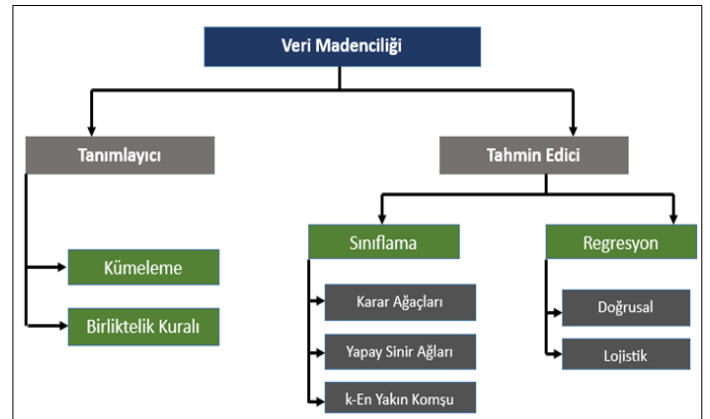 Veri Madenciliği
Tanımlayıcı
Tahmin Edici
Kümeleme
Birliktelik Kuralı
Sınıflama
Regresyon
Karar Ağaçları
Yapay Sinir Ağları
k-En Yakın Komşu
Doğrusal
Lojistik